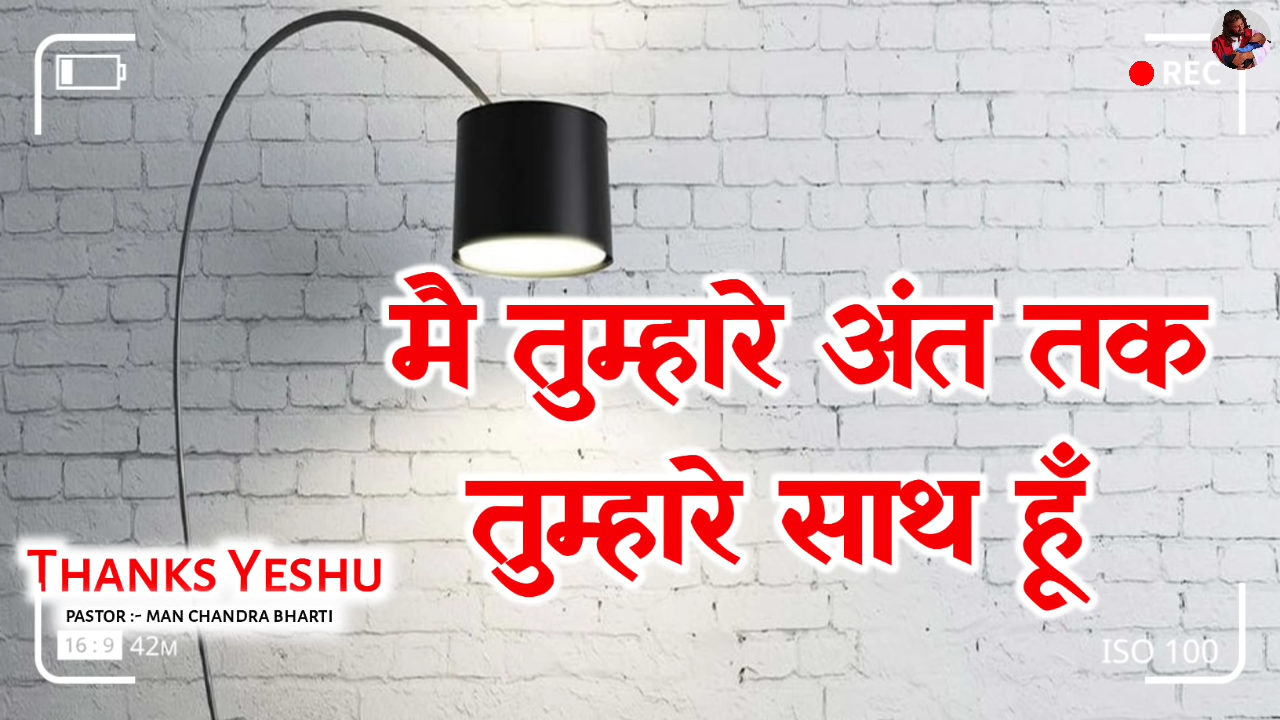 REC
मै तुम्हारे अंत तक
तुम्हारे साथ हूँ
THANKS YESHU
PASTOR :- MAN CHANDRA BHARTI
16 : 9 42M
ISO 100